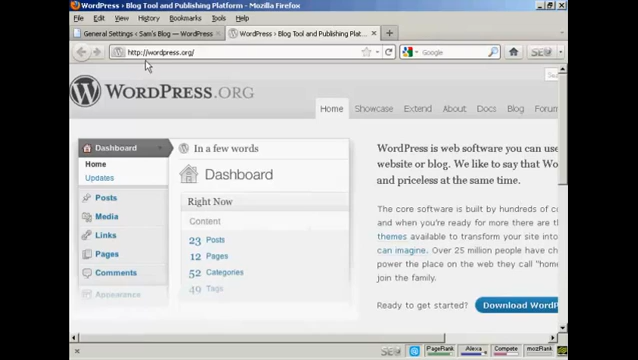 WordPress › Blog Tool and Publishing Platform - Mozilla Firefox
File Edit View History Bookmarks Tools Help
General Settings ‹ Sam's Blog — WordPress
WordPress › Blog Tool and Publishing Plat...
http://wordpress.org/
Google
SEO
WORDPRESS.ORG
Home Showcase Extend About Docs Blog Forum
Dashboard
Home
Updates
Posts
Media
Links
Pages
Comments
Appearance
In a few words
Dashboard
Right Now
Content
23 Posts
12 Pages
52 Categories
49 Tags
WordPress is web software you can use
website or blog. We like to say that Wo
and priceless at the same time.
The core software is built by hundreds of co
and when you're ready for more there are th
themes available to transform your site into
can imagine. Over 25 million people have ch
power the place on the web they call "home
join the family.
Ready to get started?
Download WordP
SEO PageRank Alexa Compete mozRank